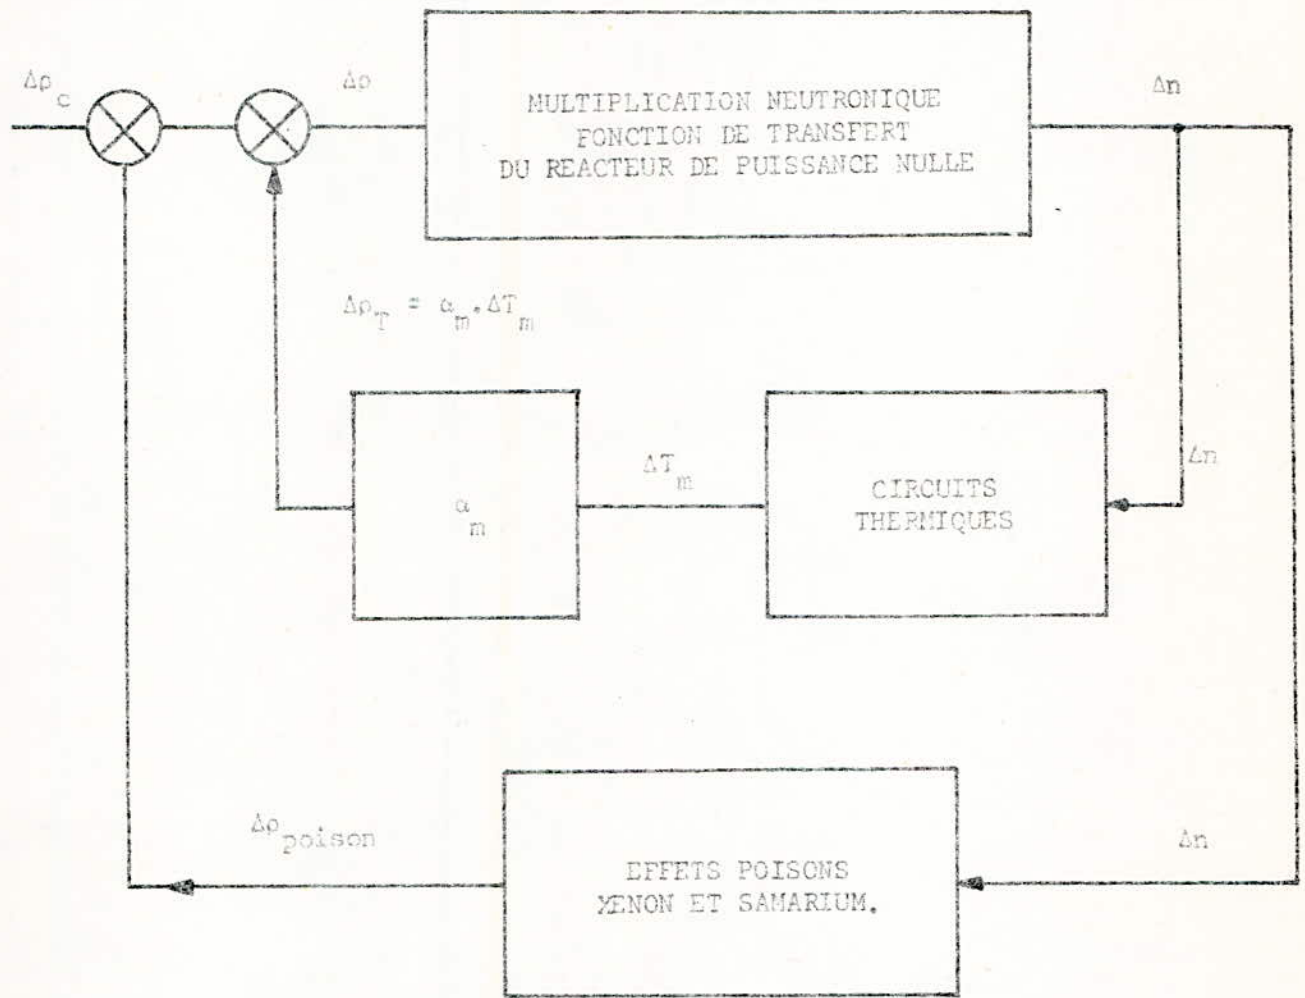 Δρc
Δρ
MULTIPLICATION NEUTRONIQUE
FONCTION DE TRANSFERT
DU REACTEUR DE PUISSANCE NULLE
Δn
ΔρT = αm.ΔTm
αm
ΔTm
CIRCUITS
THERMIQUES
Δn
Δρpoison
EFFETS POISONS
XENON ET SAMARIUM.
Δn